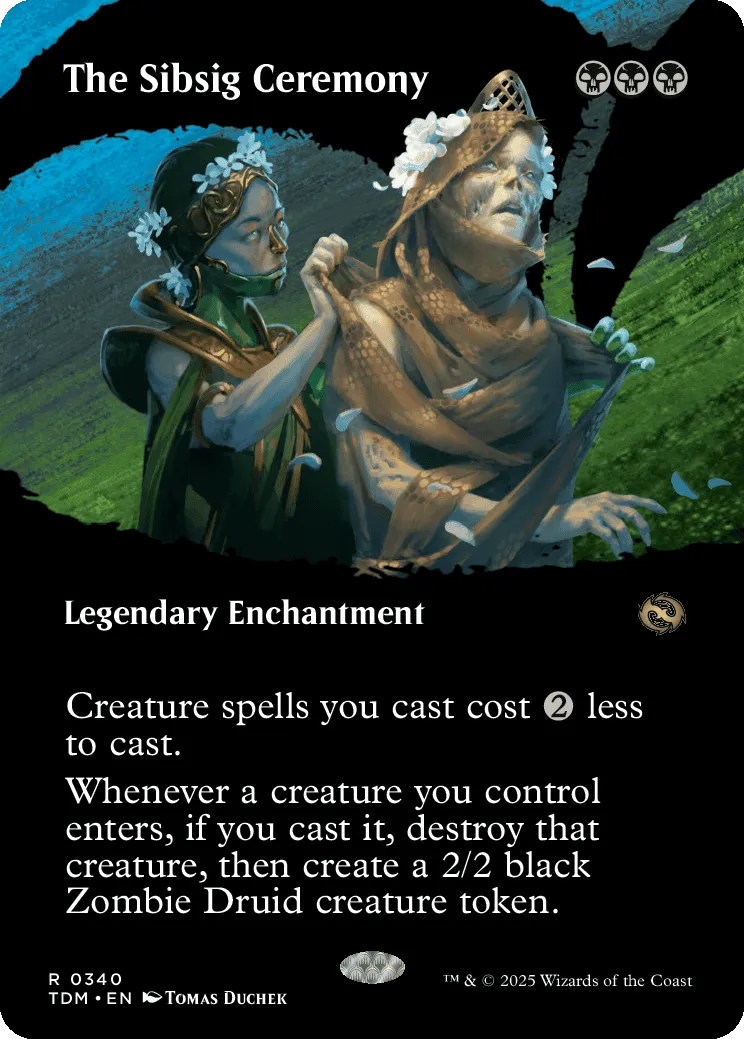 The Sibsig Ceremony
Legendary Enchantment
Creature spells you cast cost 2 less
to cast.
Whenever a creature you control
enters, if you cast it, destroy that
creature, then create a 2/2 black
Zombie Druid creature token.
R 0340
TDM • EN Tomas Duchek
™ & © 2025 Wizards of the Coast